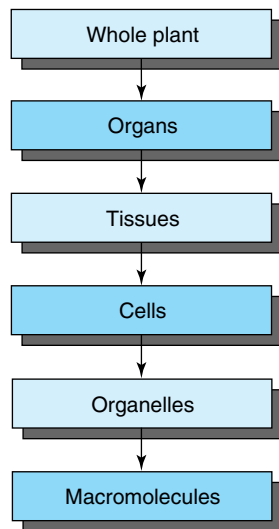 Whole plant
Organs
Tissues
Cells
Organelles
Macromolecules